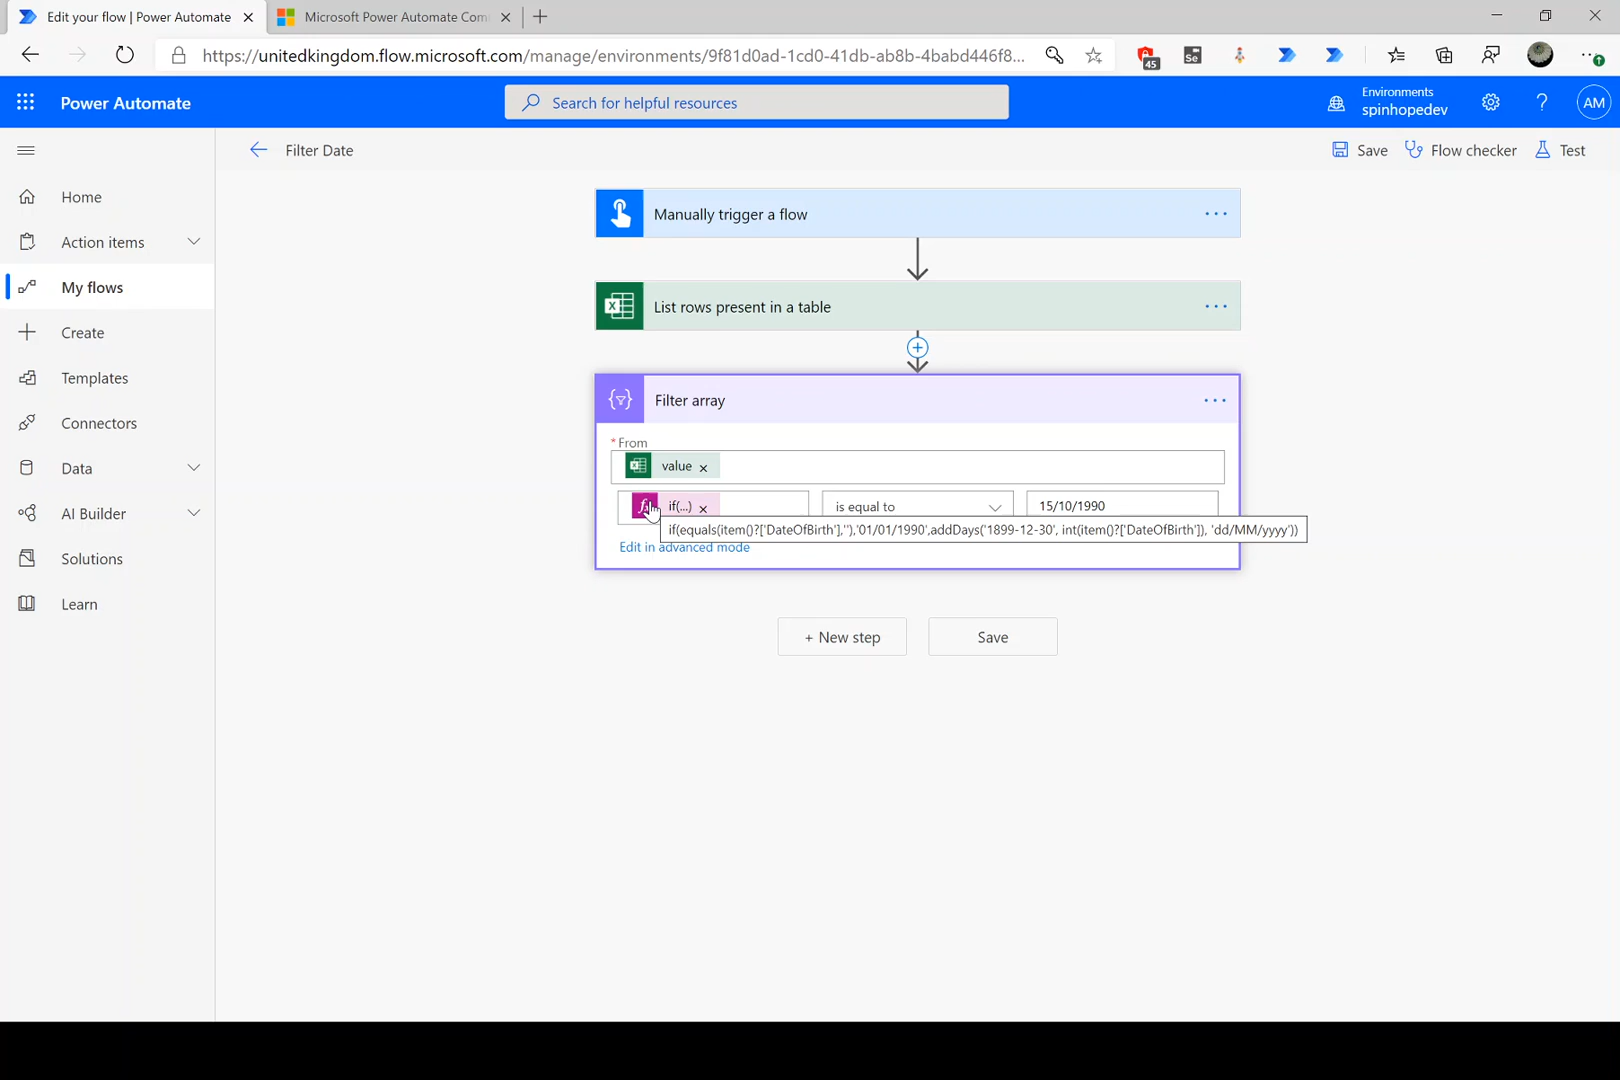 Edit your flow | Power Automate
Microsoft Power Automate Com
https://unitedkingdom.flow.microsoft.com/manage/environments/9f81d0ad-1cd0-41db-ab8b-4babd446f8...
45
Se
Power Automate
Search for helpful resources
Environments
spinhopedev
?
AM
Filter Date
Save
Flow checker
Test
Home
Action items
My flows
Create
Templates
Connectors
Data
AI Builder
Solutions
Learn
Manually trigger a flow
List rows present in a table
Filter array
* From
value
if(...)
is equal to
15/10/1990
if(equals(item()?['DateOfBirth'],''),'01/01/1990',addDays('1899-12-30', int(item()?['DateOfBirth']), 'dd/MM/yyyy'))
Edit in advanced mode
+ New step
Save